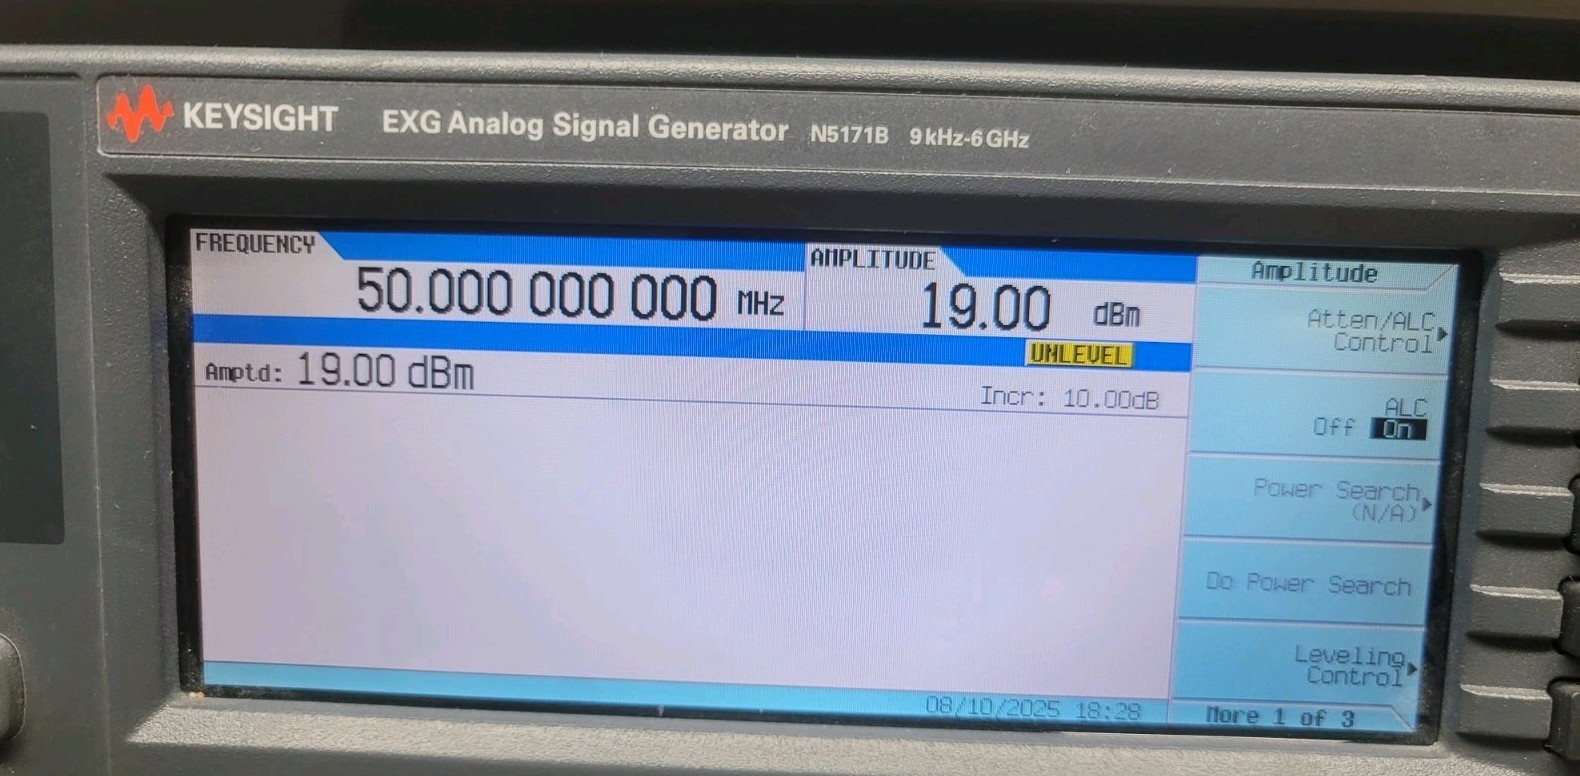 KEYSIGHT EXG Analog Signal Generator N5171B 9 kHz-6 GHz
FREQUENCY
50.000 000 000 MHz
AMPLITUDE
19.00 dBm
UNLEVEL
Amptd: 19.00 dBm
Incr: 10.00dB
Amplitude
Atten/ALC
Control
ALC
Off On
Power Search
(N/A)
Do Power Search
Leveling
Control
08/10/2025 18:28
More 1 of 3